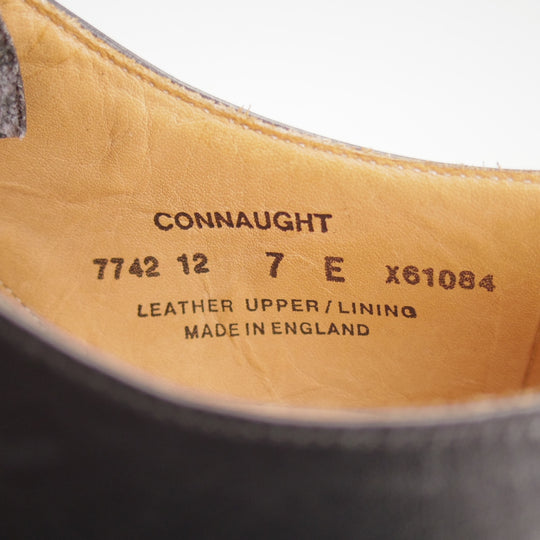 CONNAUGHT
7742 12 7 E X61084
LEATHER UPPER/LINING
MADE IN ENGLAND